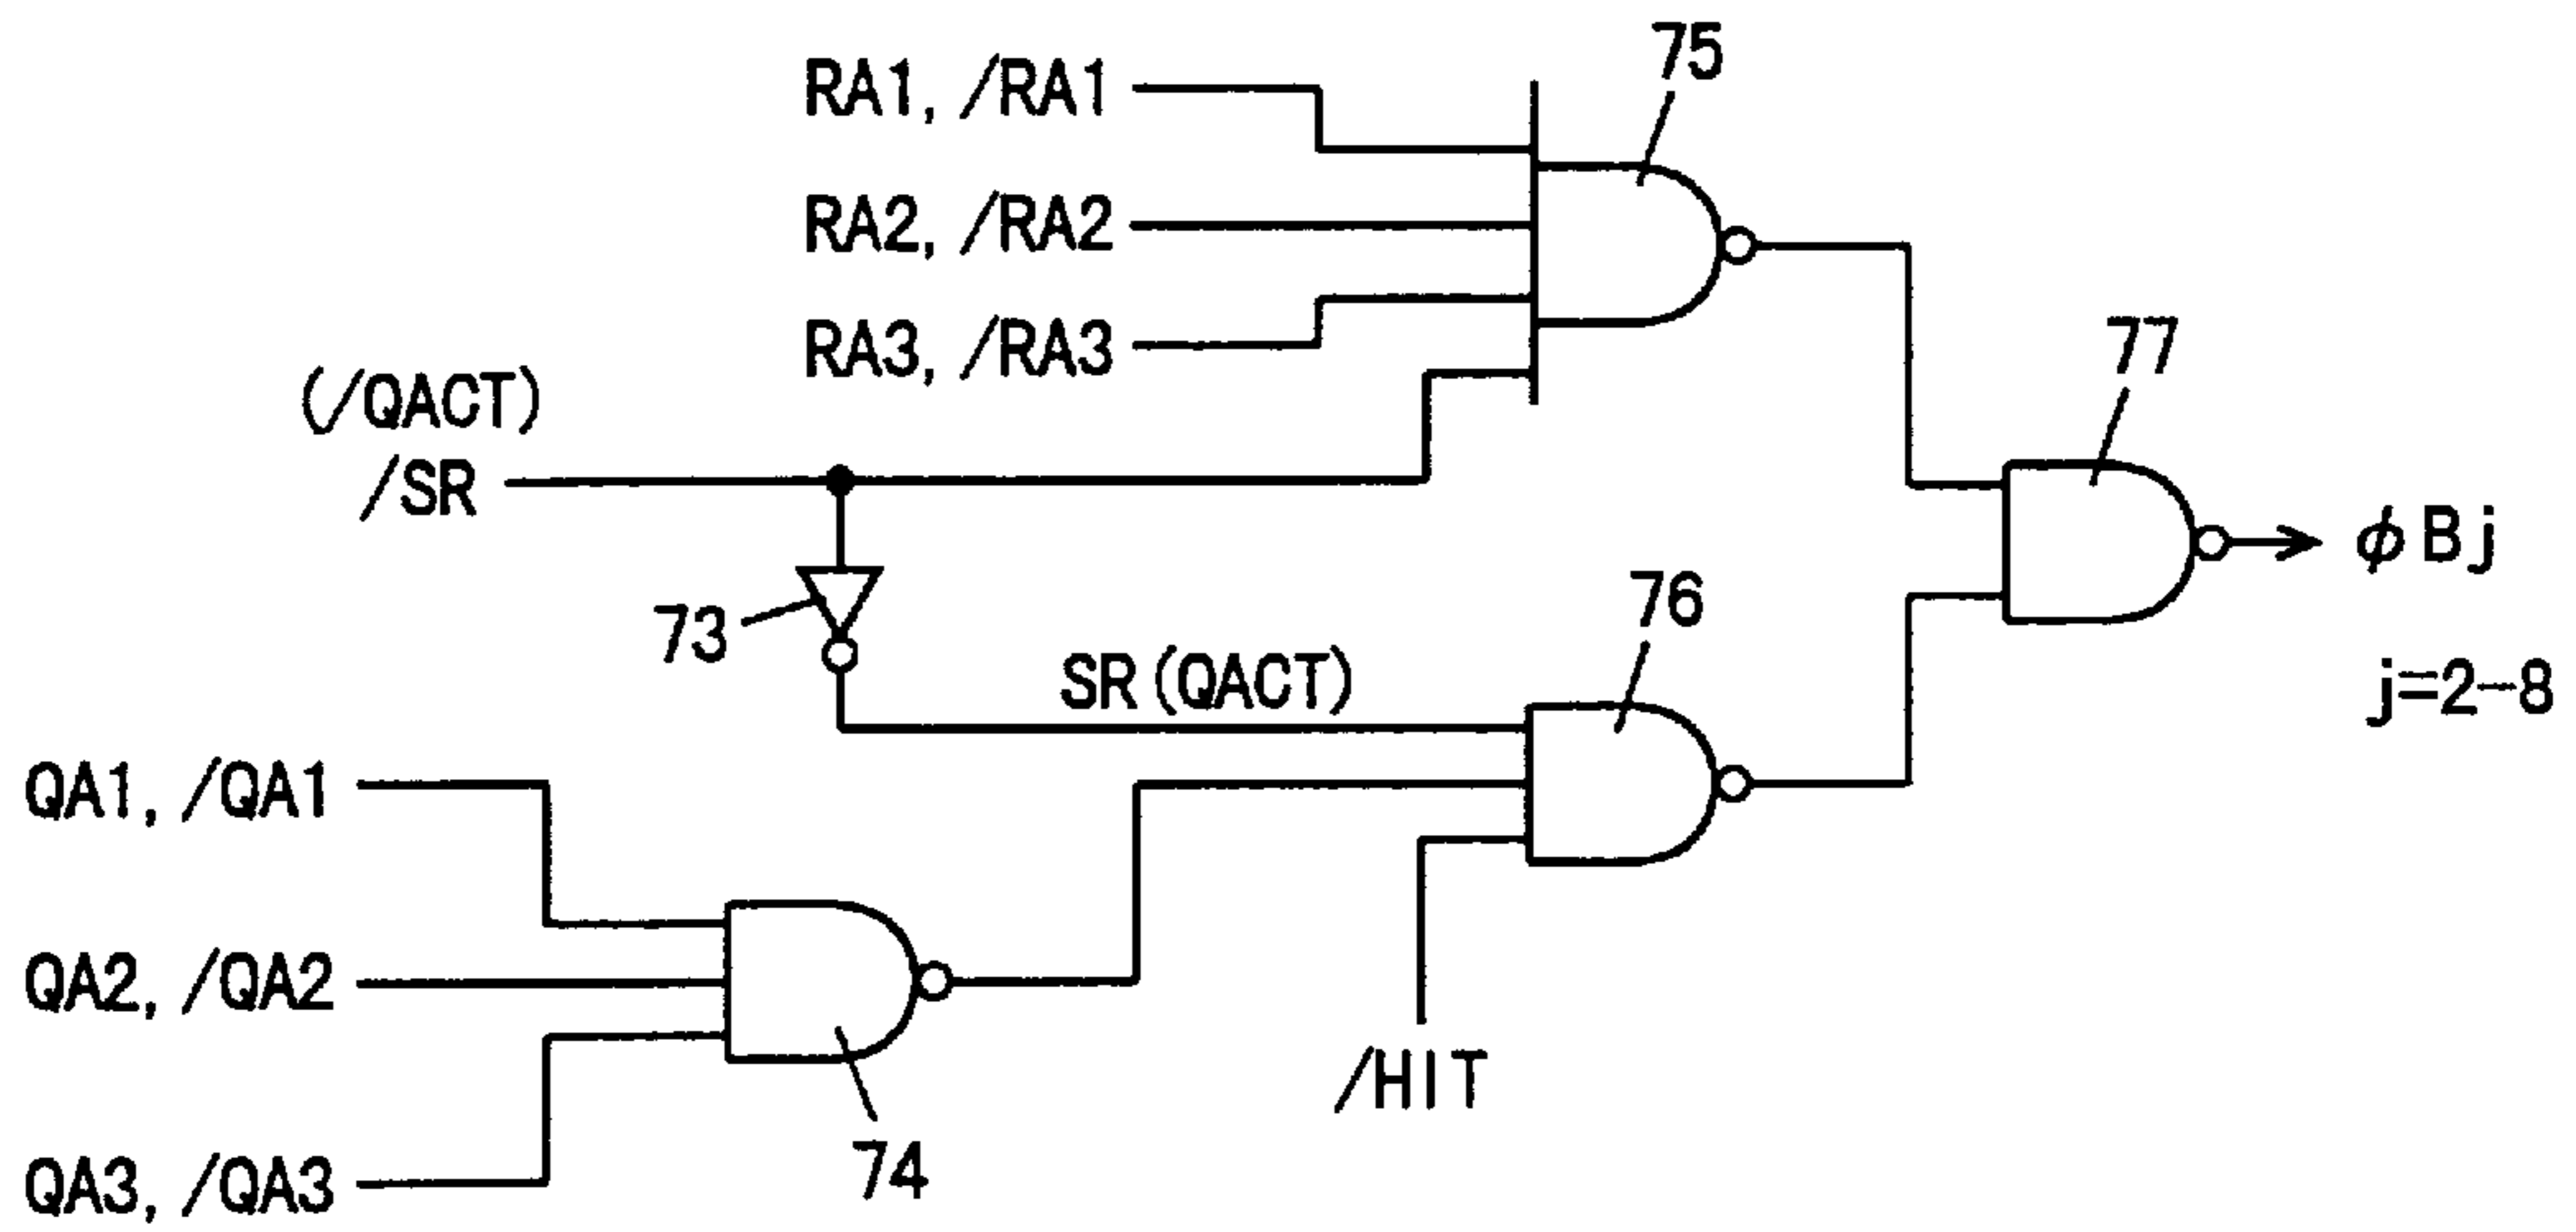 75
RA1, /RA1
RA2, /RA2
RA3, /RA3
(/QACT)
/SR
77
φBj
j=2-8
73
76
SR(QACT)
QA1, /QA1
QA2, /QA2
QA3, /QA3
/HIT
74